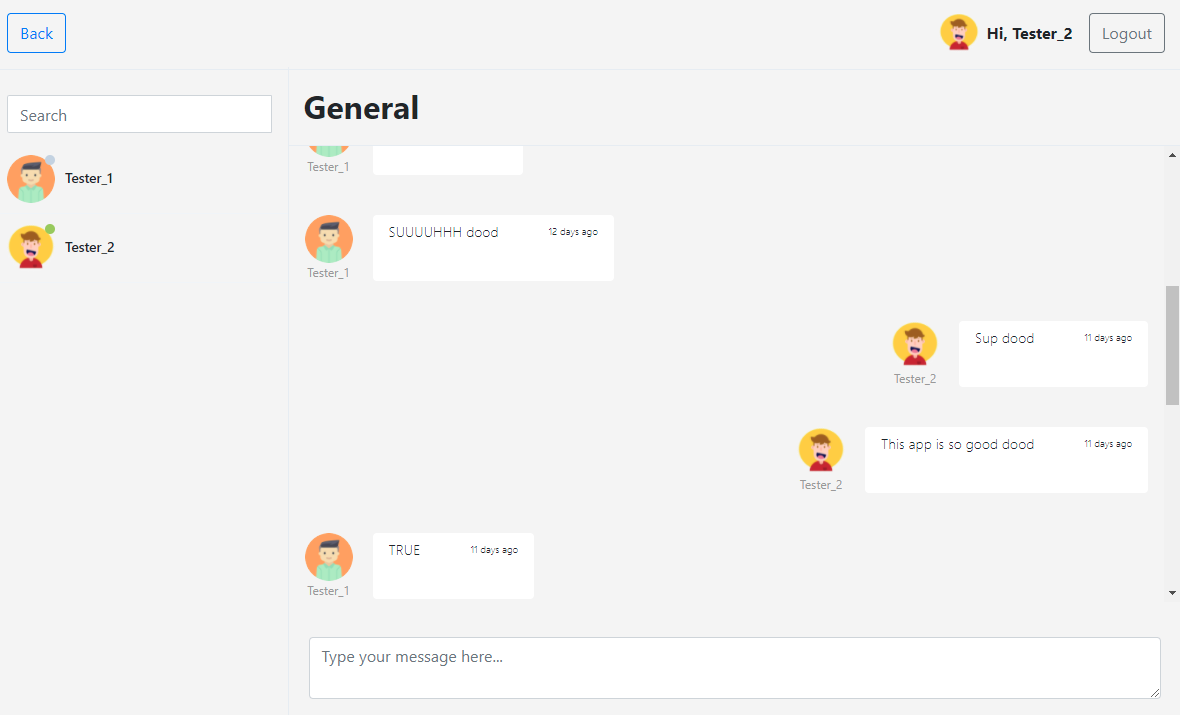 Back
Hi, Tester_2
Logout
Search
Tester_1
Tester_2
General
Tester_1
SUUUUHHH dood
12 days ago
Tester_1
Sup dood
11 days ago
Tester_2
This app is so good dood
11 days ago
Tester_2
TRUE
11 days ago
Tester_1
Type your message here...